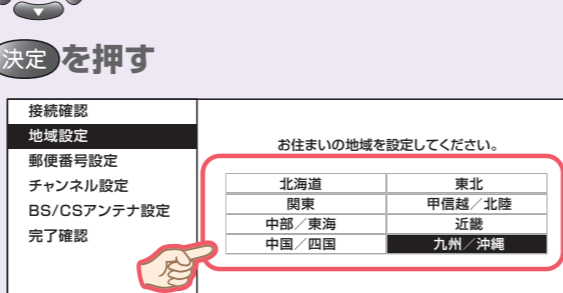 決定を押す
接続確認
地域設定
郵便番号設定
チャンネル設定
BS/CSアンテナ設定
完了確認
お住まいの地域を設定してください。
北海道 東北
関東 甲信越／北陸
中部／東海 近畿
中国／四国 九州／沖縄